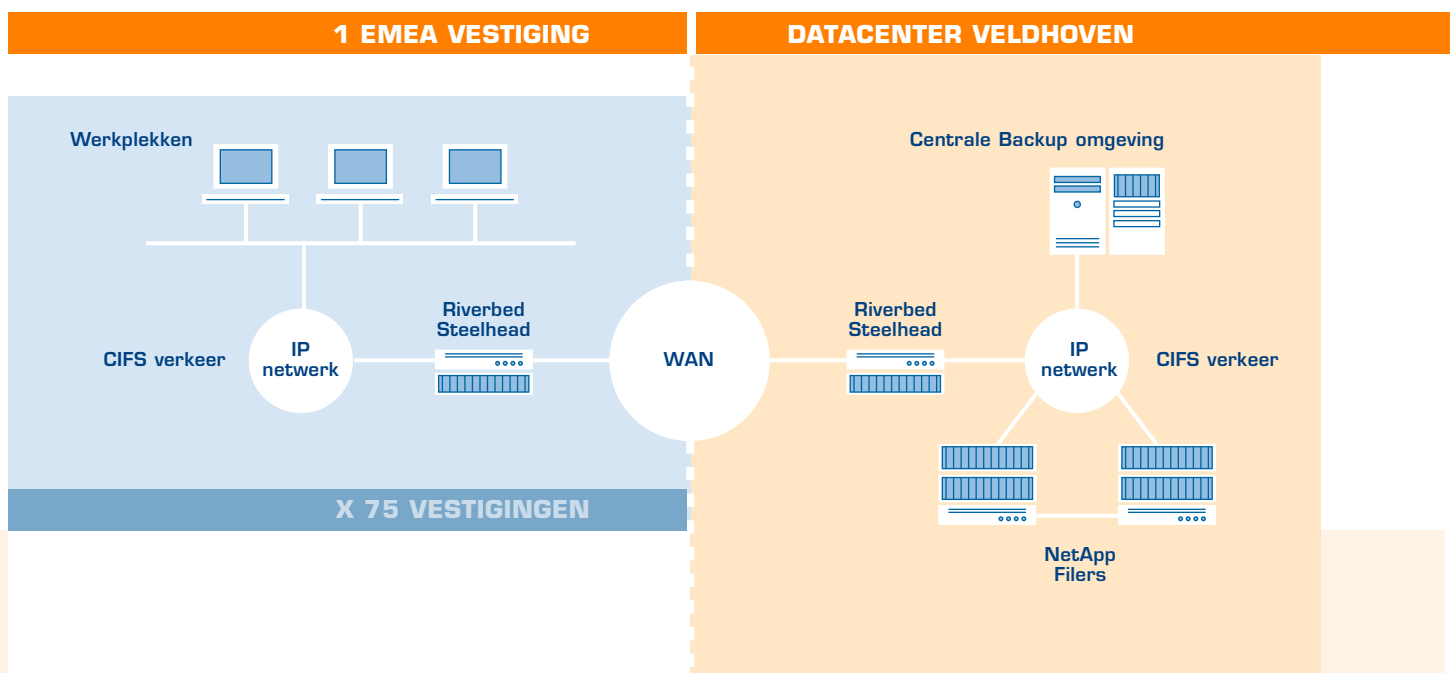 1 EMEA VESTIGING
DATACENTER VELDHOVEN
Werkplekken
Centrale Backup omgeving
Riverbed
Steelhead
Riverbed
Steelhead
CIFS verkeer
IP
netwerk
WAN
IP
netwerk
CIFS verkeer
X 75 VESTIGINGEN
NetApp
Filers